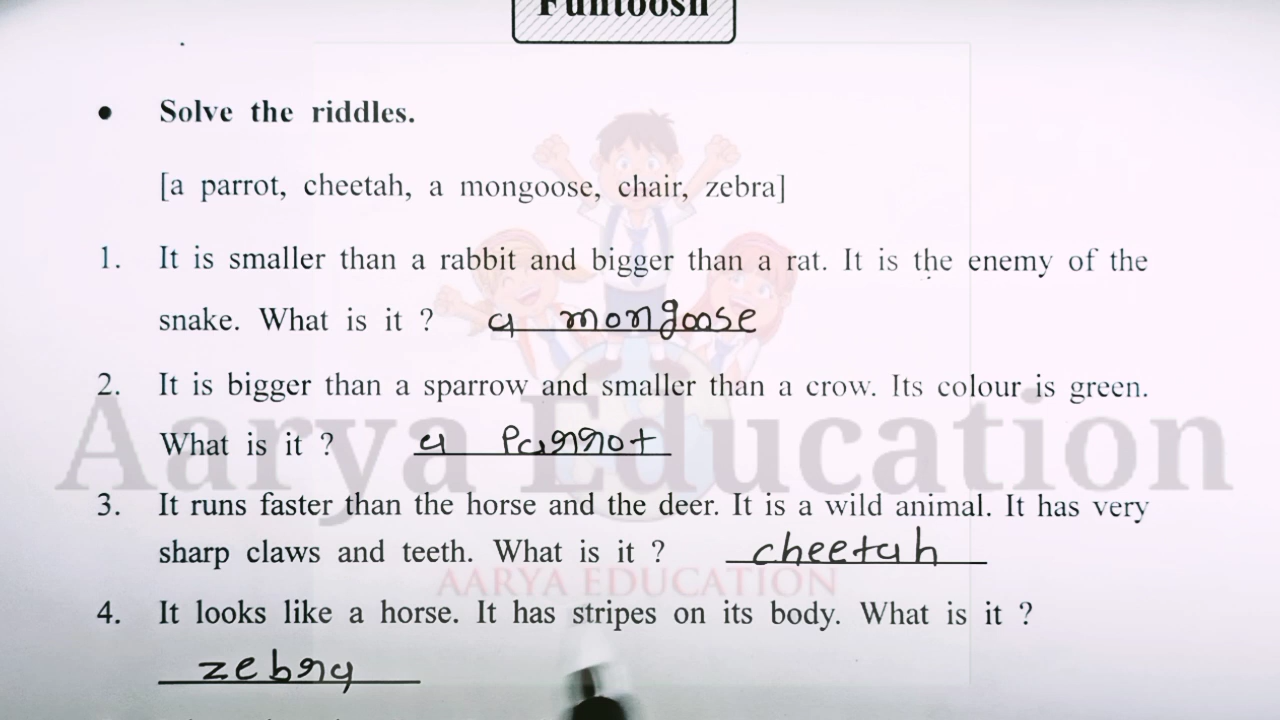 Funtoosh
• Solve the riddles.
[a parrot, cheetah, a mongoose, chair, zebra]
1. It is smaller than a rabbit and bigger than a rat. It is the enemy of the
snake. What is it ? a mongoose
2. It is bigger than a sparrow and smaller than a crow. Its colour is green.
Aarya Education
What is it ? a Parrot
3. It runs faster than the horse and the deer. It is a wild animal. It has very
sharp claws and teeth. What is it ? cheetah
AARYA EDUCATION
4. It looks like a horse. It has stripes on its body. What is it ?
zebra